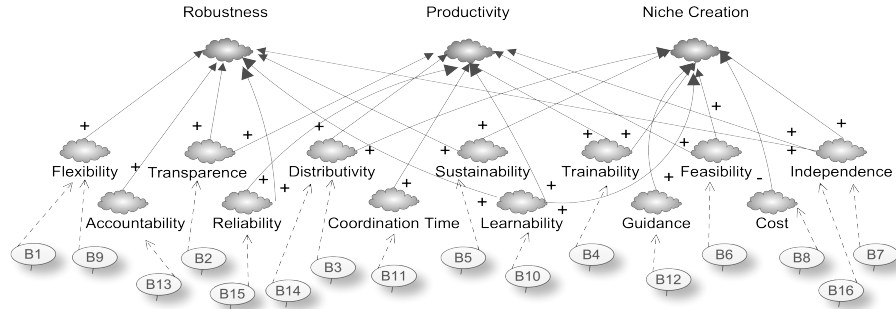 Robustness Productivity Niche Creation
+ + + + + + + + + + + +
Flexibility Transparence Distributivity Sustainability Trainability Feasibility Independence
+ + + + + + + -
Accountability Reliability Coordination Time Learnability Guidance Cost
B1 B9 B2 B3 B11 B5 B10 B4 B6 B8 B7
B13 B15 B14 B12 B16